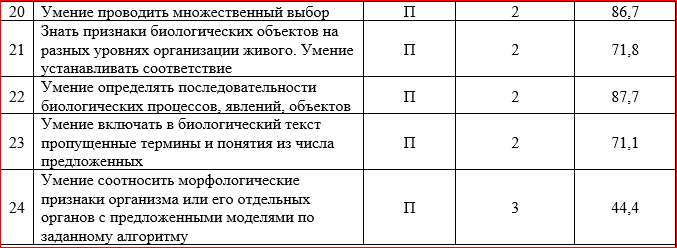 20 Умение проводить множественный выбор П 2 86,7
Знать признаки биологических объектов на
21 разных уровнях организации живого. Умение П 2 71,8
устанавливать соответствие
22 Умение определять последовательности П 2 87,7
биологических процессов, явлений, объектов
Умение включать в биологический текст
23 пропущенные термины и понятия из числа П 2 71,1
предложенных
Умение соотносить морфологические
24 признаки организма или его отдельных П 3 44,4
органов с предложенными моделями по
заданному алгоритму